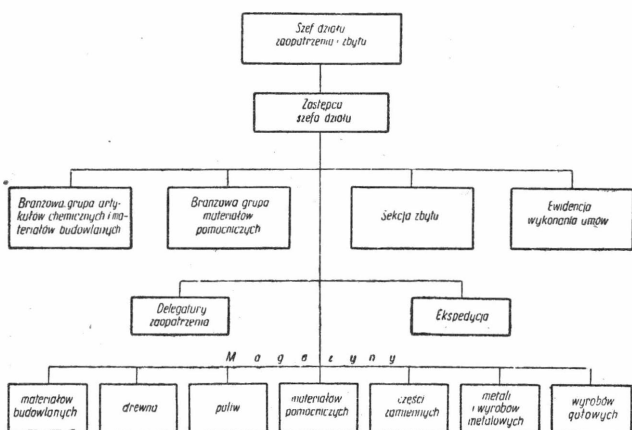 Szef działu
zaopatrzenia i zbytu
Zastępca
szefa działu
Branżowa grupa arty-
kułów chemicznych i ma-
teriałów budowlanych
Branżowa grupa
materiałów
pomocniczych
Sekcja zbytu
Ewidencja
wykonania umów
Delegatury
zaopatrzenia
Ekspedycja
Magazyny
materiałów
budowlanych
drewna
paliw
materiałów
pomocniczych
części
zamiennych
metali
i wyrobów
metalowych
wyrobów
gotowych